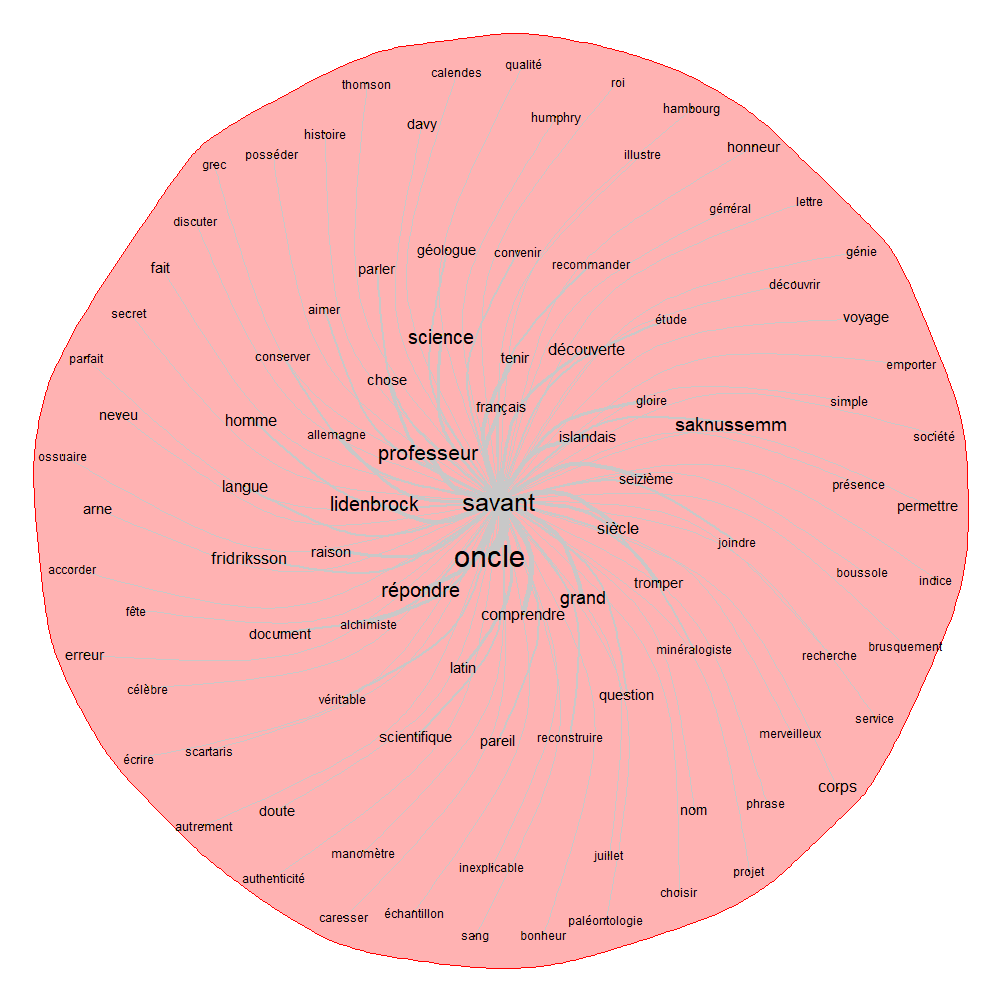 qualité
calendes
thomson
roi
hambourg
humphry
davy
histoire
honneur
posséder
illustre
grec
lettre
général
discuter
géologue
convenir
génie
recommander
fait
parler
découvrir
aimer
secret
voyage
étude
science
découverte
conserver
tenir
parfait
emporter
chose
gloire
simple
français
neveu
homme
saknussemm
allemagne
islandais
société
professeur
ossuaire
seizième
présence
langue
lidenbrock
savant
permettre
arne
siècle
joindre
raison
oncle
fridriksson
accorder
boussole
indice
tromper
répondre
grand
fête
comprendre
alchimiste
document
brusquement
minéralogiste
erreur
recherche
latin
célèbre
question
véritable
service
merveilleux
scientifique
reconstruire
pareil
scartaris
écrire
corps
phrase
nom
doute
autrement
manomètre
juillet
inexplicable
projet
authenticité
choisir
échantillon
caresser
paléontologie
sang
bonheur